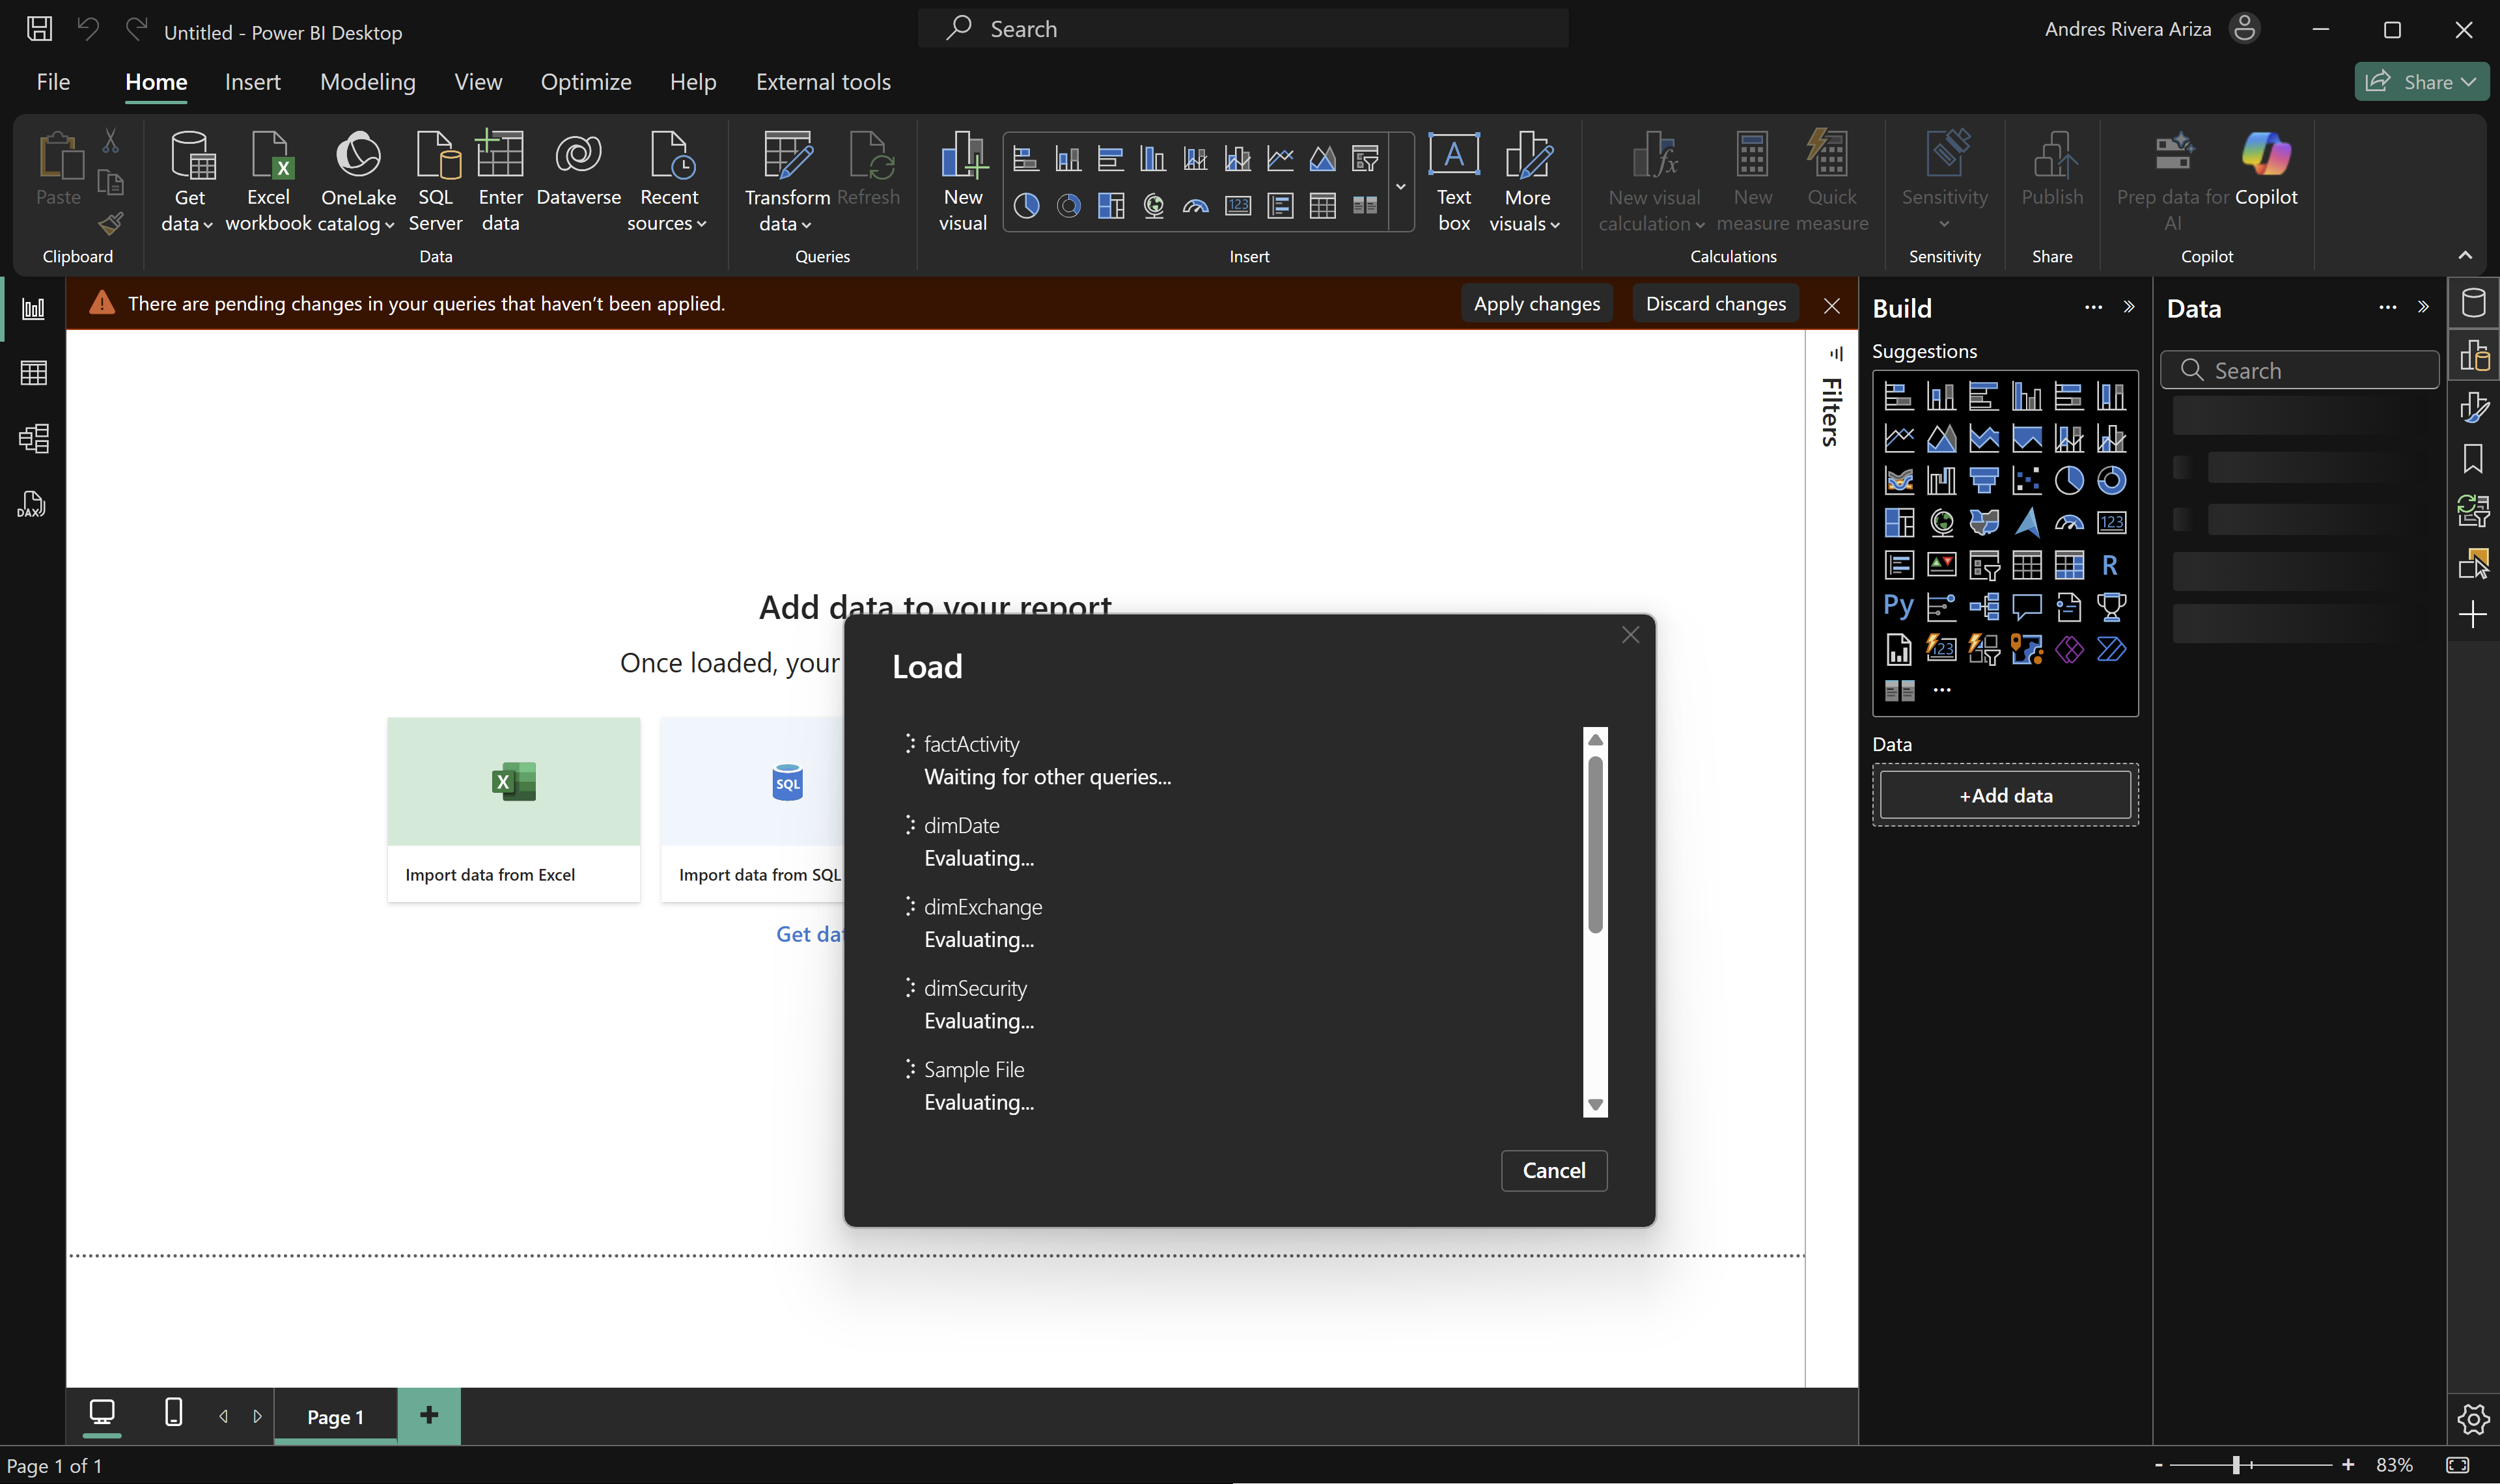 Untitled - Power BI Desktop
Search
Andres Rivera Ariza
File
Home
Insert
Modeling
View
Optimize
Help
External tools
Share
Paste
Clipboard
Get
data
Excel
workbook
OneLake
catalog
SQL
Server
Enter
data
Dataverse
Recent
sources
Data
Transform
data
Refresh
Queries
New
visual
Text
box
More
visuals
Insert
New visual
calculation
New
measure
Quick
measure
Calculations
Sensitivity
Sensitivity
Publish
Share
Prep data for
AI
Copilot
Copilot
There are pending changes in your queries that haven't been applied.
Apply changes
Discard changes
DAX
Add data to your report
Once loaded, your
Import data from Excel
SQL
Import data from SQL
Get dat
Filters
Load
factActivity
Waiting for other queries...
dimDate
Evaluating...
dimExchange
Evaluating...
dimSecurity
Evaluating...
Sample File
Evaluating...
Cancel
Build
Suggestions
123
R
Py
123
Data
+Add data
Data
Search
Page 1
Page 1 of 1
83%